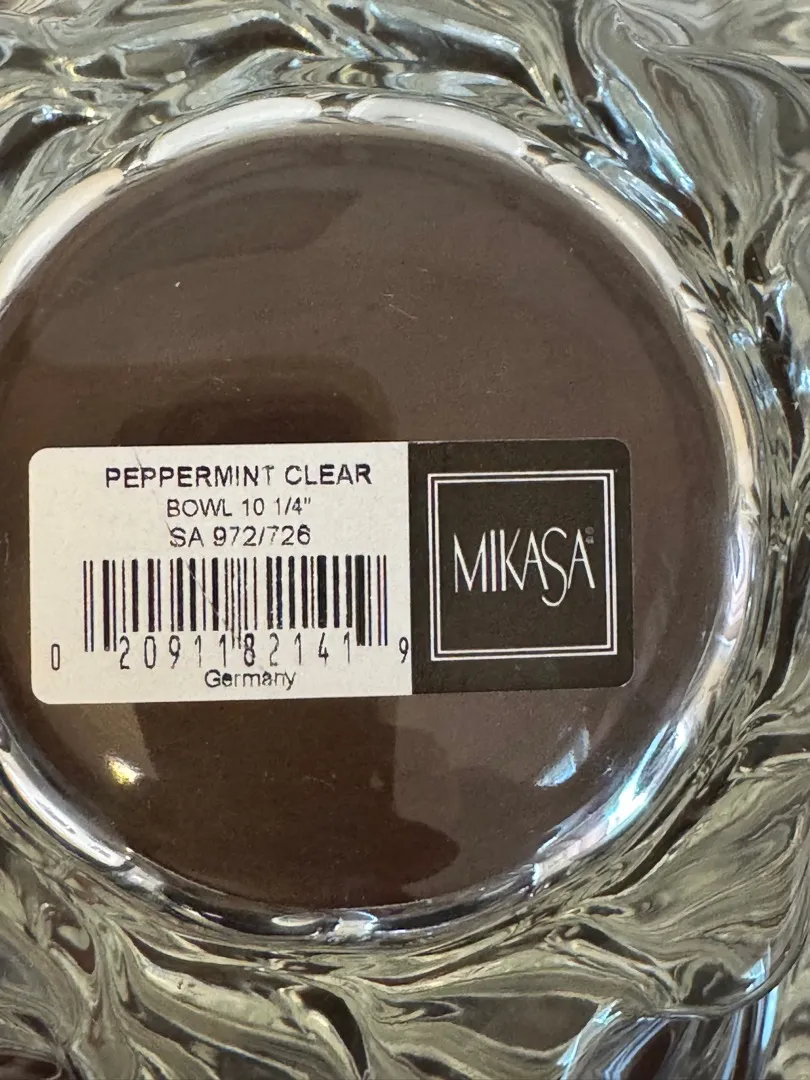 PEPPERMINT CLEAR
BOWL 10 1/4"
SA 972/726
0 20911 82141 9
Germany
MIKASA